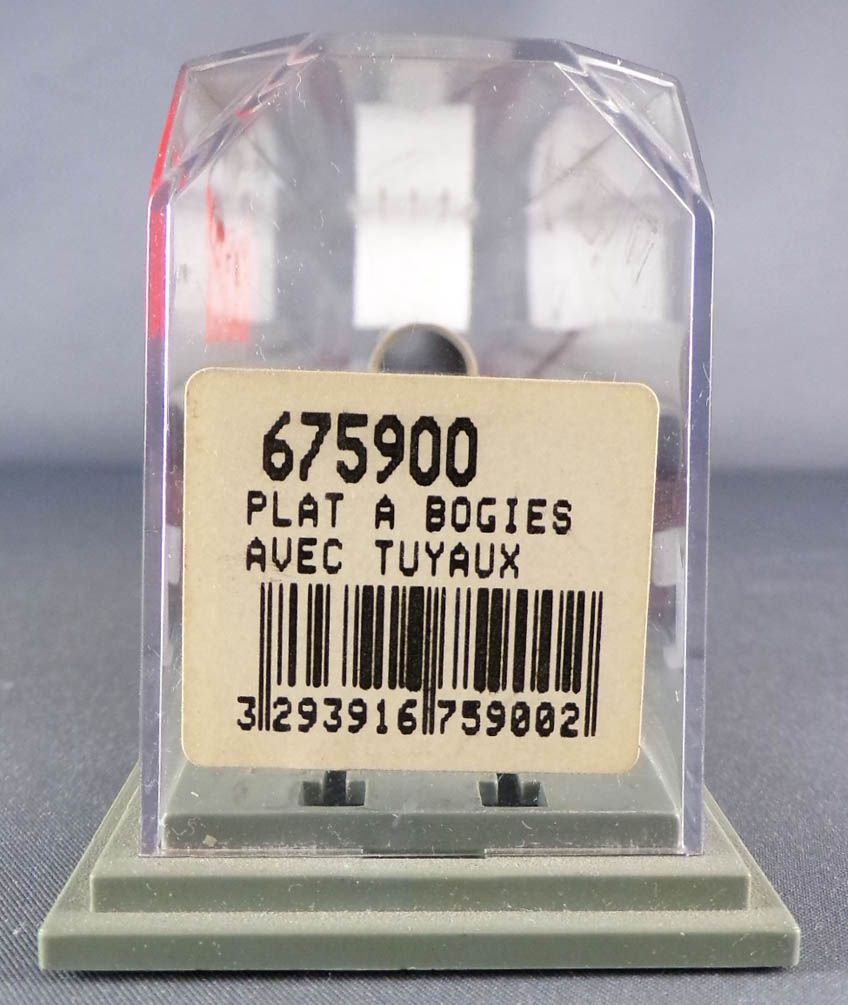 675900
PLAT A BOGIES
AVEC TUYAUX
3 293916 759002